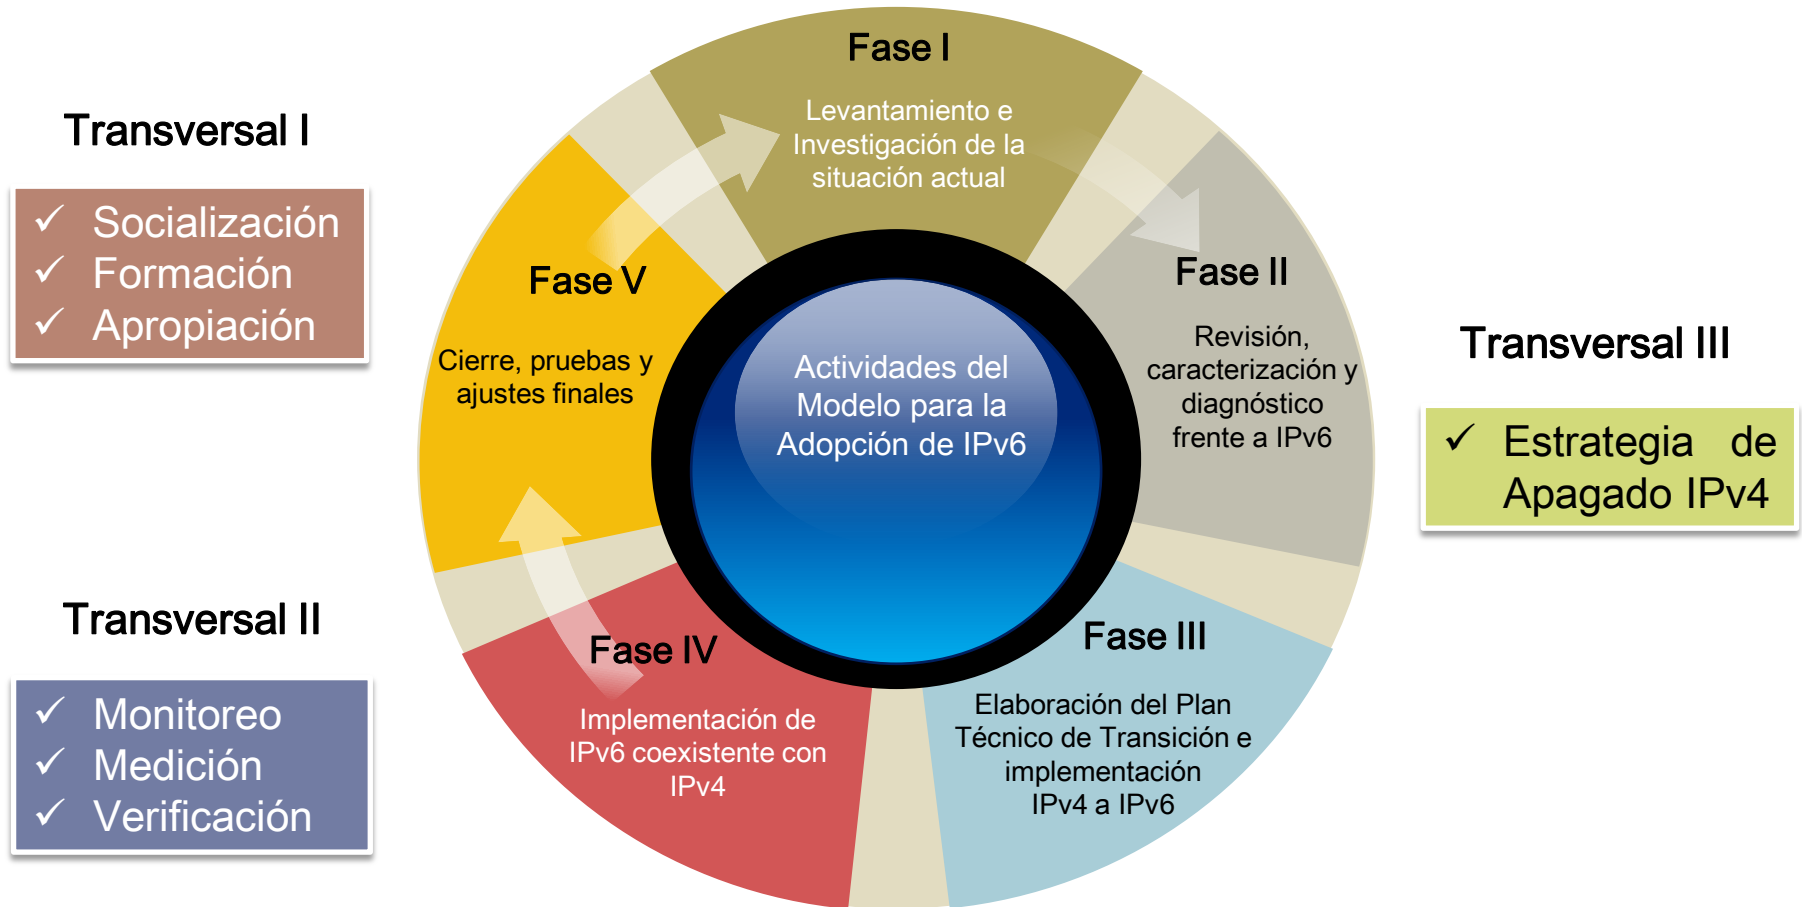 Transversal I
✓ Socialización
✓ Formación
✓ Apropiación
Transversal II
✓ Monitoreo
✓ Medición
✓ Verificación
Fase I
Levantamiento e
Investigación de la
situación actual
Fase II
Revisión,
caracterización y
diagnóstico
frente a IPv6
Fase III
Elaboración del Plan
Técnico de Transición e
implementación
IPv4 a IPv6
Fase IV
Implementación de
IPv6 coexistente con
IPv4
Fase V
Cierre, pruebas y
ajustes finales
Actividades del
Modelo para la
Adopción de IPv6
Transversal III
✓ Estrategia de
Apagado IPv4